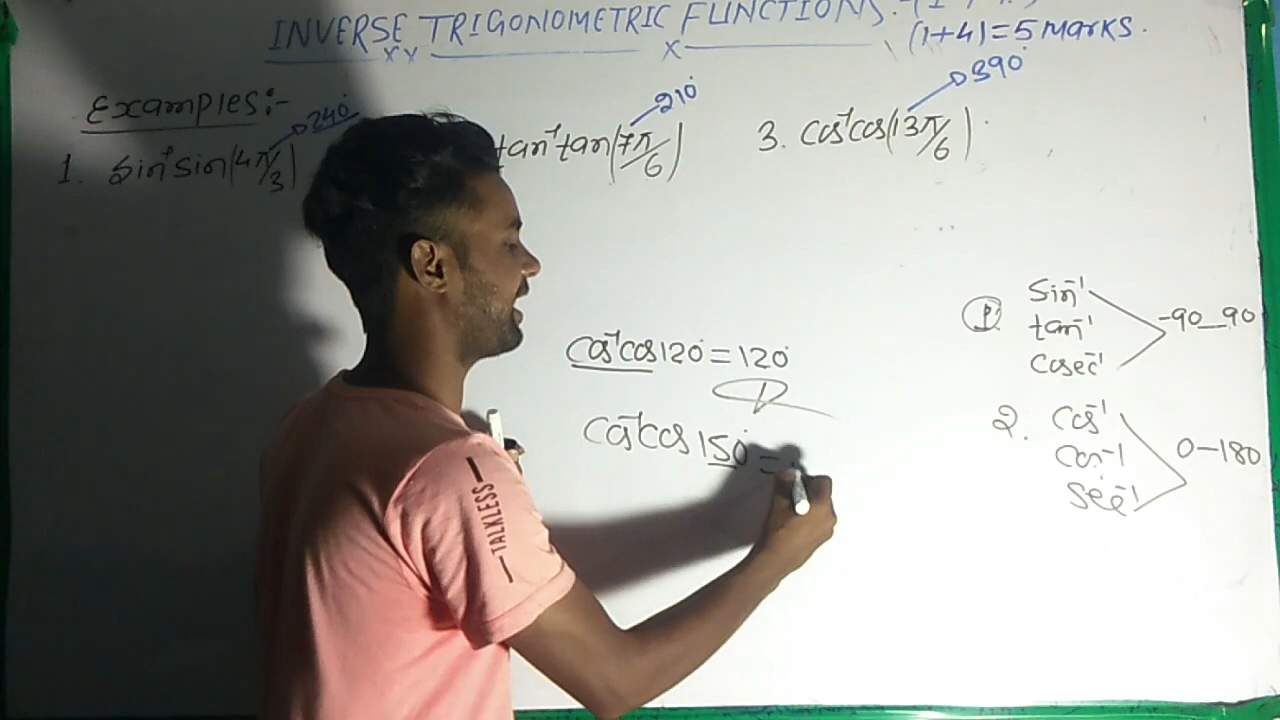 INVERSE TRIGONOMETRIC FUNCTIONS.
(1+4)=5 Marks.
Examples:-
1. Sin⁻¹Sin(4π/3) → 240°
tan⁻¹tan(7π/6) → 210°
3. Cos⁻¹Cos(13π/6) → 390°
Cos⁻¹Cos120° = 120°
Cos⁻¹Cos150° =
1. Sin⁻¹
tan⁻¹
Cosec⁻¹
-90_90
2. Cos⁻¹
Cot⁻¹
Sec⁻¹
0-180
TALKLESS